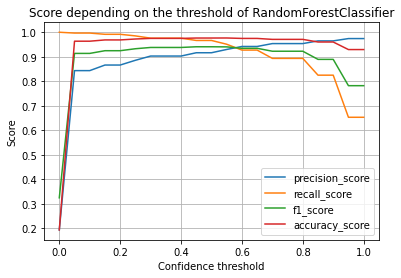 Score depending on the threshold of RandomForestClassifier
1.0
0.9
0.8
0.7
0.6
0.5
0.4
0.3
0.2
Score
0.0 0.2 0.4 0.6 0.8 1.0
Confidence threshold
precision_score
recall_score
f1_score
accuracy_score